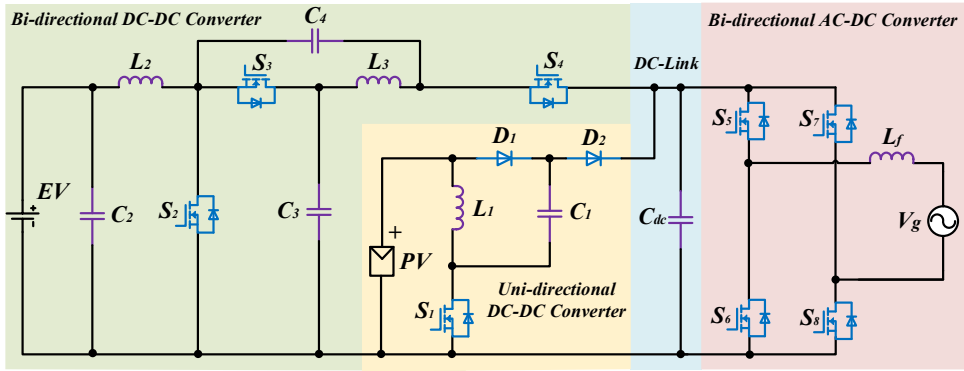 Bi-directional DC-DC Converter
C4
DC-Link
Bi-directional AC-DC Converter
L2
S3
L3
S4
S5
S7
Lf
D1
D2
EV
C2
S2
C3
L1
C1
Cdc
Vg
+
PV
+
Uni-directional
DC-DC Converter
S1
S6
S8